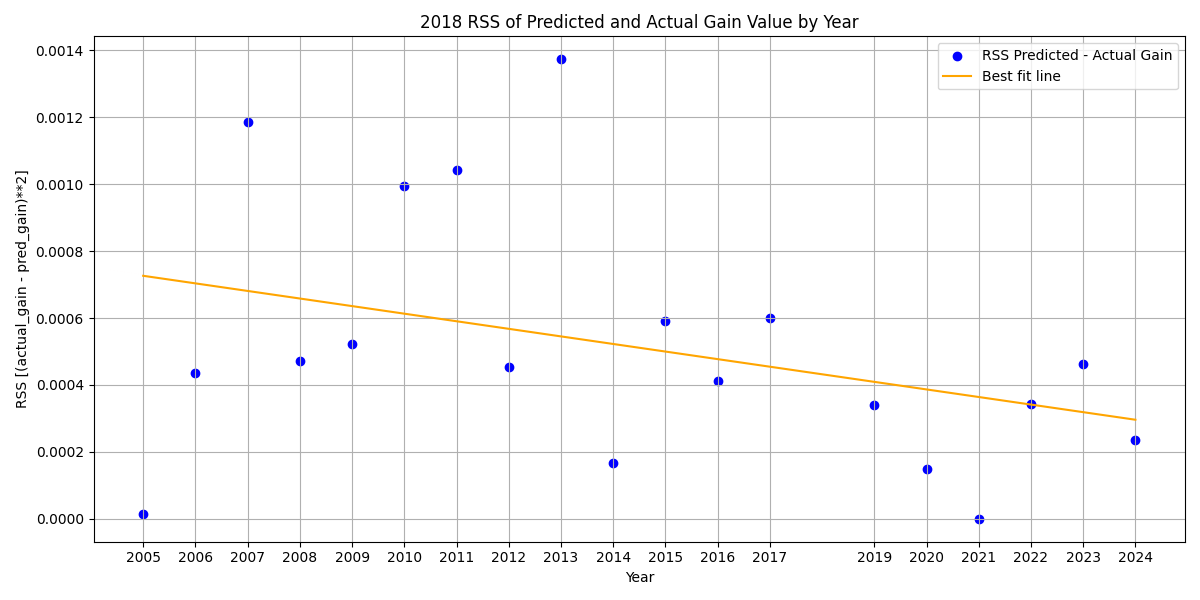 2018 RSS of Predicted and Actual Gain Value by Year
RSS Predicted - Actual Gain
Best fit line
RSS [(actual_gain - pred_gain)**2]
0.0014
0.0012
0.0010
0.0008
0.0006
0.0004
0.0002
0.0000
2005 2006 2007 2008 2009 2010 2011 2012 2013 2014 2015 2016 2017 2019 2020 2021 2022 2023 2024
Year